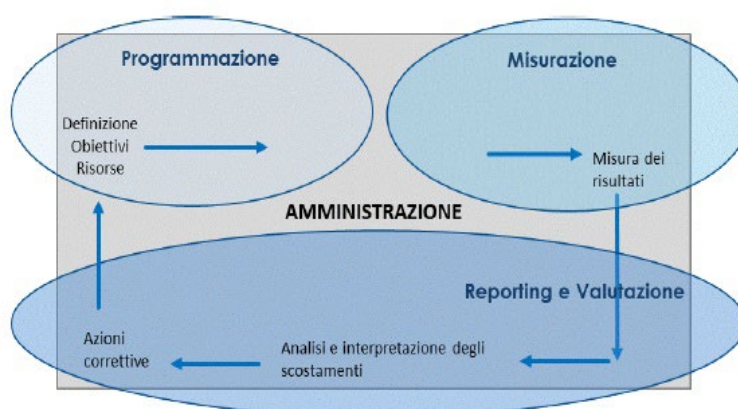 Programmazione
Misurazione
Definizione
Obiettivi
Risorse
Misura dei
risultati
AMMINISTRAZIONE
Reporting e Valutazione
Azioni
correttive
Analisi e interpretazione degli
scostamenti